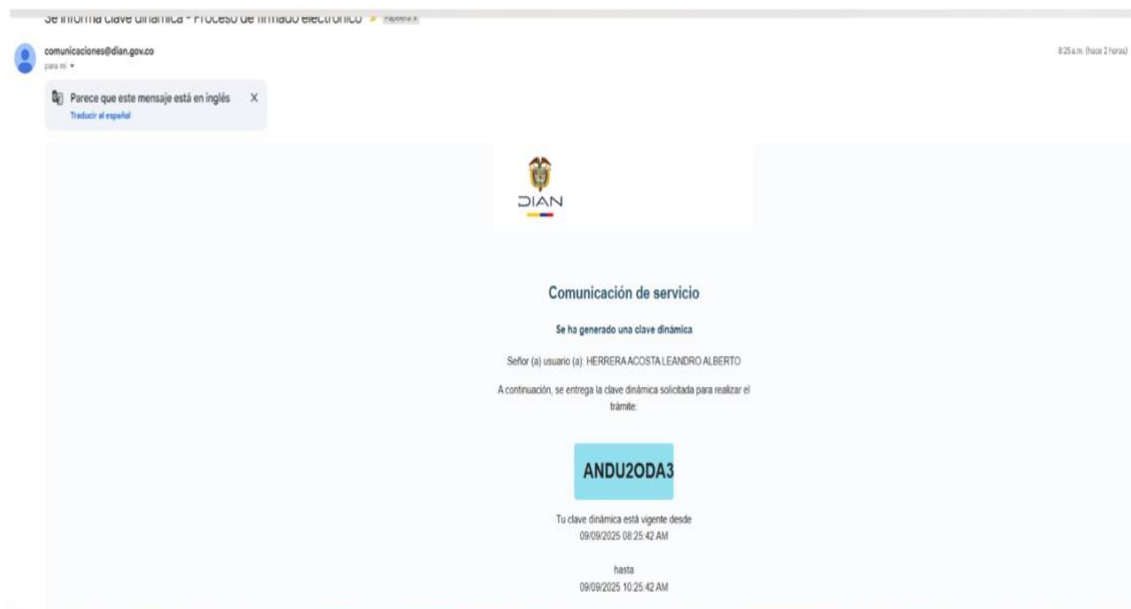 Se informa clave dinámica - Proceso de firmado electrónico Papelera x
comunicaciones@dian.gov.co
8:25 a.m. (hace 2 horas)
para mí
Parece que este mensaje está en inglés X
Traducir al español
DIAN
Comunicación de servicio
Se ha generado una clave dinámica
Señor (a) usuario (a): HERRERA ACOSTA LEANDRO ALBERTO
A continuación, se entrega la clave dinámica solicitada para realizar el
trámite:
ANDU2ODA3
Tu clave dinámica está vigente desde
09/09/2025 08:25:42 AM
hasta
09/09/2025 10:25:42 AM